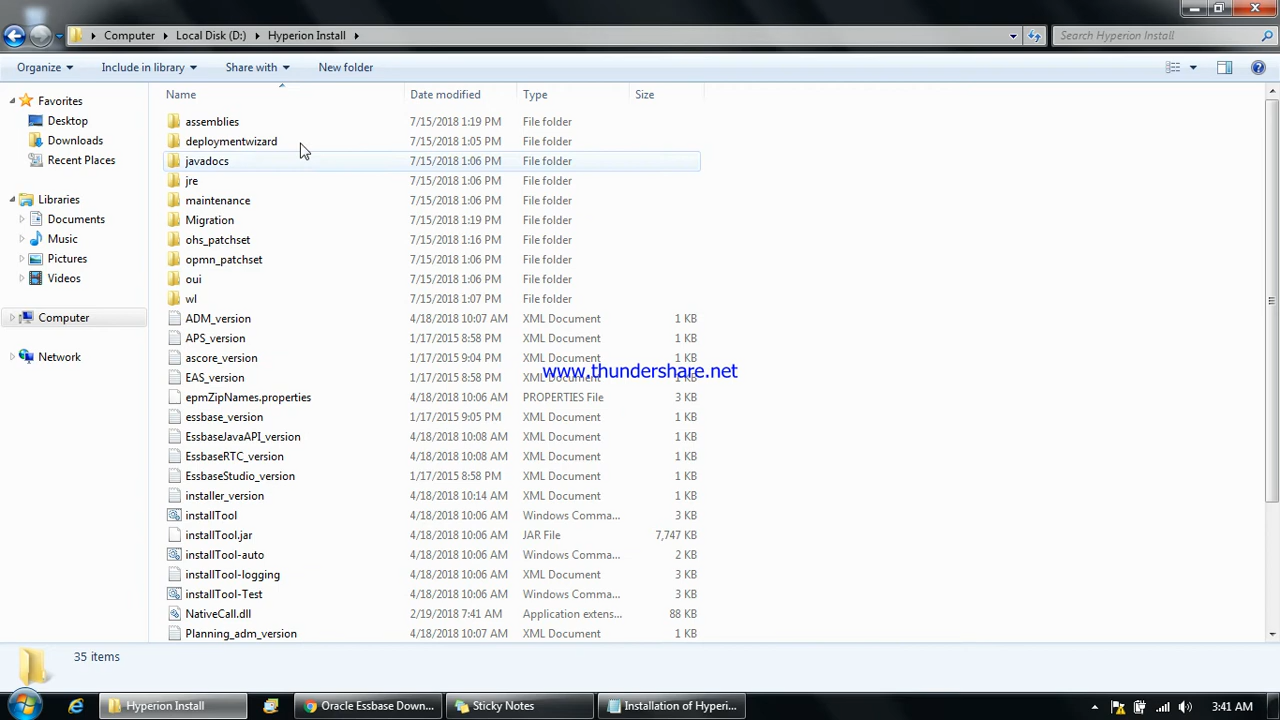 Computer Local Disk (D:) Hyperion Install Search Hyperion Install
Organize Include in library Share with New folder
Name Date modified Type Size
Favorites
Desktop
Downloads
Recent Places
Libraries
Documents
Music
Pictures
Videos
Computer
Network
assemblies 7/15/2018 1:19 PM File folder
deploymentwizard 7/15/2018 1:05 PM File folder
javadocs 7/15/2018 1:06 PM File folder
jre 7/15/2018 1:06 PM File folder
maintenance 7/15/2018 1:06 PM File folder
Migration 7/15/2018 1:19 PM File folder
ohs_patchset 7/15/2018 1:16 PM File folder
opmn_patchset 7/15/2018 1:06 PM File folder
oui 7/15/2018 1:06 PM File folder
wl 7/15/2018 1:07 PM File folder
ADM_version 4/18/2018 10:07 AM XML Document 1 KB
APS_version 1/17/2015 8:58 PM XML Document 1 KB
ascore_version 1/17/2015 9:04 PM XML Document 1 KB
www.thundershare.net
EAS_version 1/17/2015 8:58 PM XML Document 1 KB
epmZipNames.properties 4/18/2018 10:06 AM PROPERTIES File 3 KB
essbase_version 1/17/2015 9:05 PM XML Document 1 KB
EssbaseJavaAPI_version 4/18/2018 10:08 AM XML Document 1 KB
EssbaseRTC_version 4/18/2018 10:08 AM XML Document 1 KB
EssbaseStudio_version 1/17/2015 8:58 PM XML Document 1 KB
installer_version 4/18/2018 10:14 AM XML Document 1 KB
installTool 4/18/2018 10:06 AM Windows Comma... 3 KB
installTool.jar 4/18/2018 10:06 AM JAR File 7,747 KB
installTool-auto 4/18/2018 10:06 AM Windows Comma... 2 KB
installTool-logging 4/18/2018 10:06 AM XML Document 3 KB
installTool-Test 4/18/2018 10:06 AM Windows Comma... 3 KB
NativeCall.dll 2/19/2018 7:41 AM Application extens... 88 KB
Planning_adm_version 4/18/2018 10:07 AM XML Document 1 KB
35 items
Hyperion Install Oracle Essbase Down... Sticky Notes Installation of Hyperi... 3:41 AM